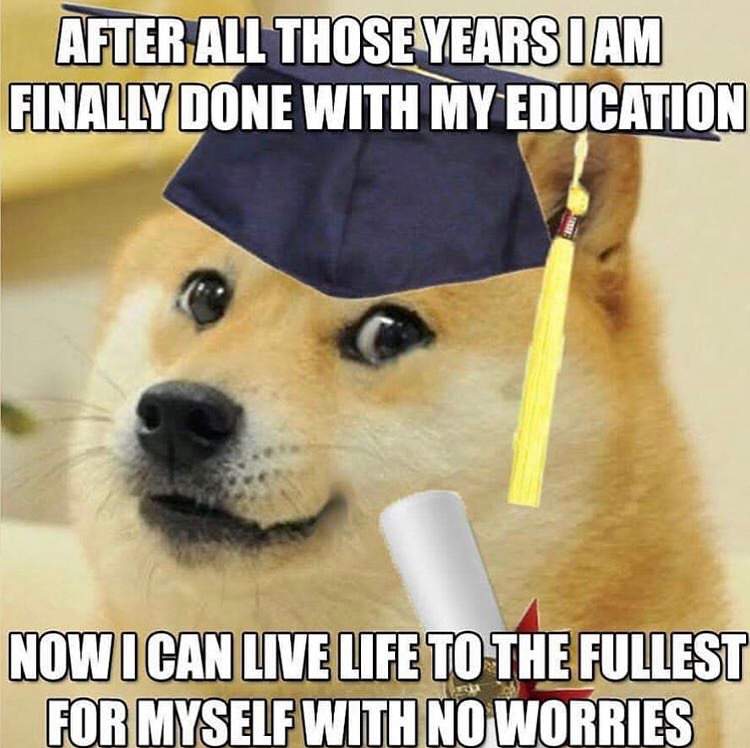 AFTER ALL THOSE YEARS I AM
FINALLY DONE WITH MY EDUCATION
NOW I CAN LIVE LIFE TO THE FULLEST
FOR MYSELF WITH NO WORRIES